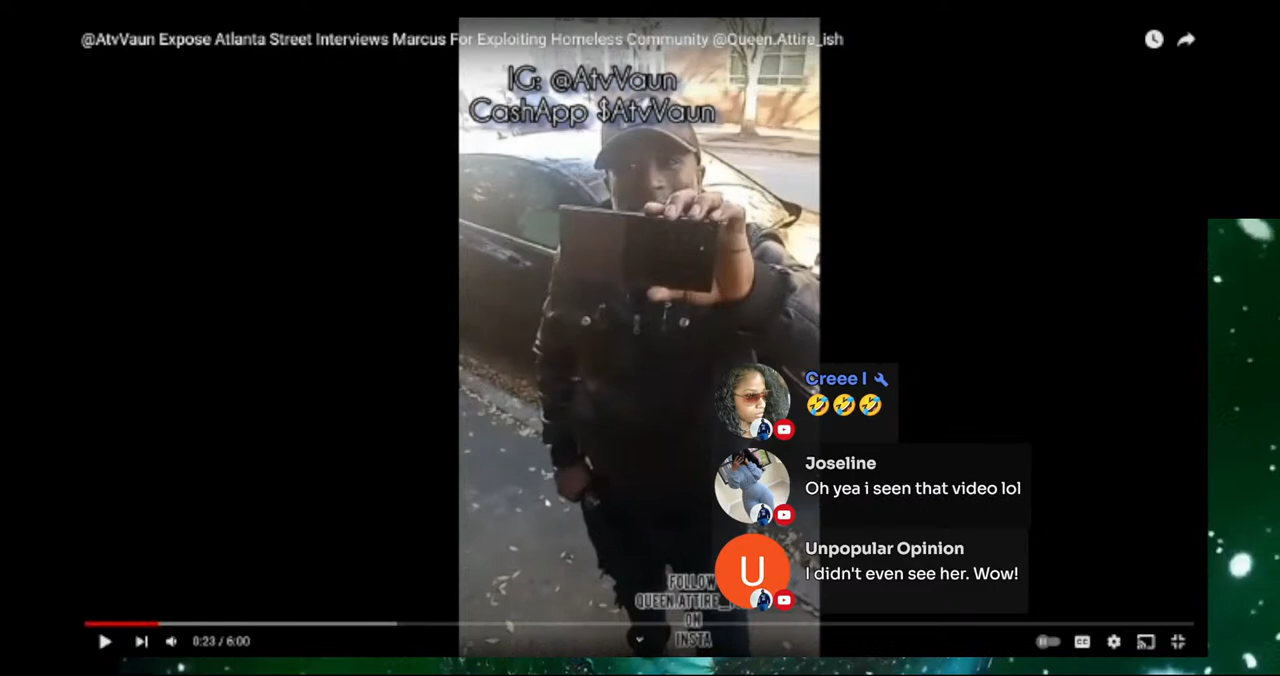 @AtvVaun Expose Atlanta Street Interviews Marcus For Exploiting Homeless Community @Queen.Attire_ish
IG: @AtvVaun
CashApp $AtvVaun
Creee I
🤣🤣🤣
Joseline
Oh yea i seen that video lol
U
Unpopular Opinion
I didn't even see her. Wow!
FOLLOW
QUEEN.ATTIRE_
ON
INSTA
0:23 / 6:00
CC